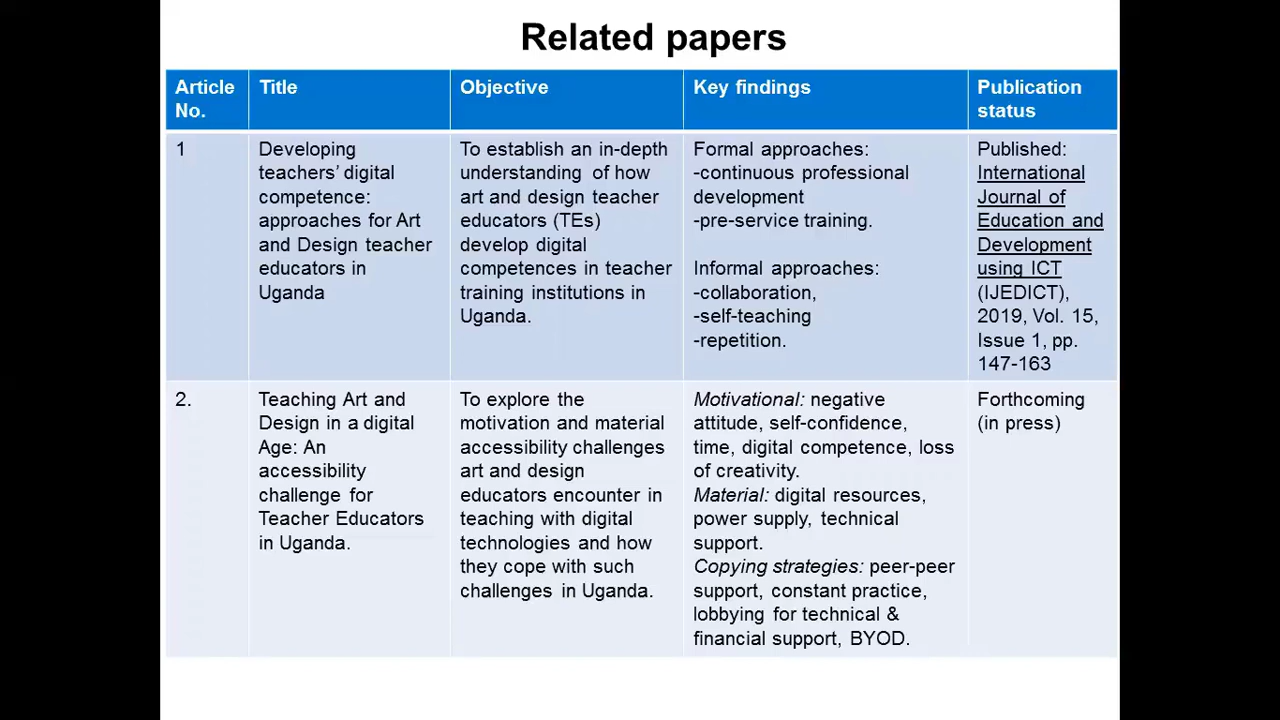 Related papers
Article No.
Title
Objective
Key findings
Publication status
1
Developing
teachers' digital
competence:
approaches for Art
and Design teacher
educators in
Uganda
To establish an in-depth
understanding of how
art and design teacher
educators (TEs)
develop digital
competences in teacher
training institutions in
Uganda.
Formal approaches:
-continuous professional
development
-pre-service training.
Informal approaches:
-collaboration,
-self-teaching
-repetition.
Published:
International
Journal of
Education and
Development
using ICT
(IJEDICT),
2019, Vol. 15,
Issue 1, pp.
147-163
2.
Teaching Art and
Design in a digital
Age: An
accessibility
challenge for
Teacher Educators
in Uganda.
To explore the
motivation and material
accessibility challenges
art and design
educators encounter in
teaching with digital
technologies and how
they cope with such
challenges in Uganda.
Motivational: negative
attitude, self-confidence,
time, digital competence, loss
of creativity.
Material: digital resources,
power supply, technical
support.
Copying strategies: peer-peer
support, constant practice,
lobbying for technical &
financial support, BYOD.
Forthcoming
(in press)